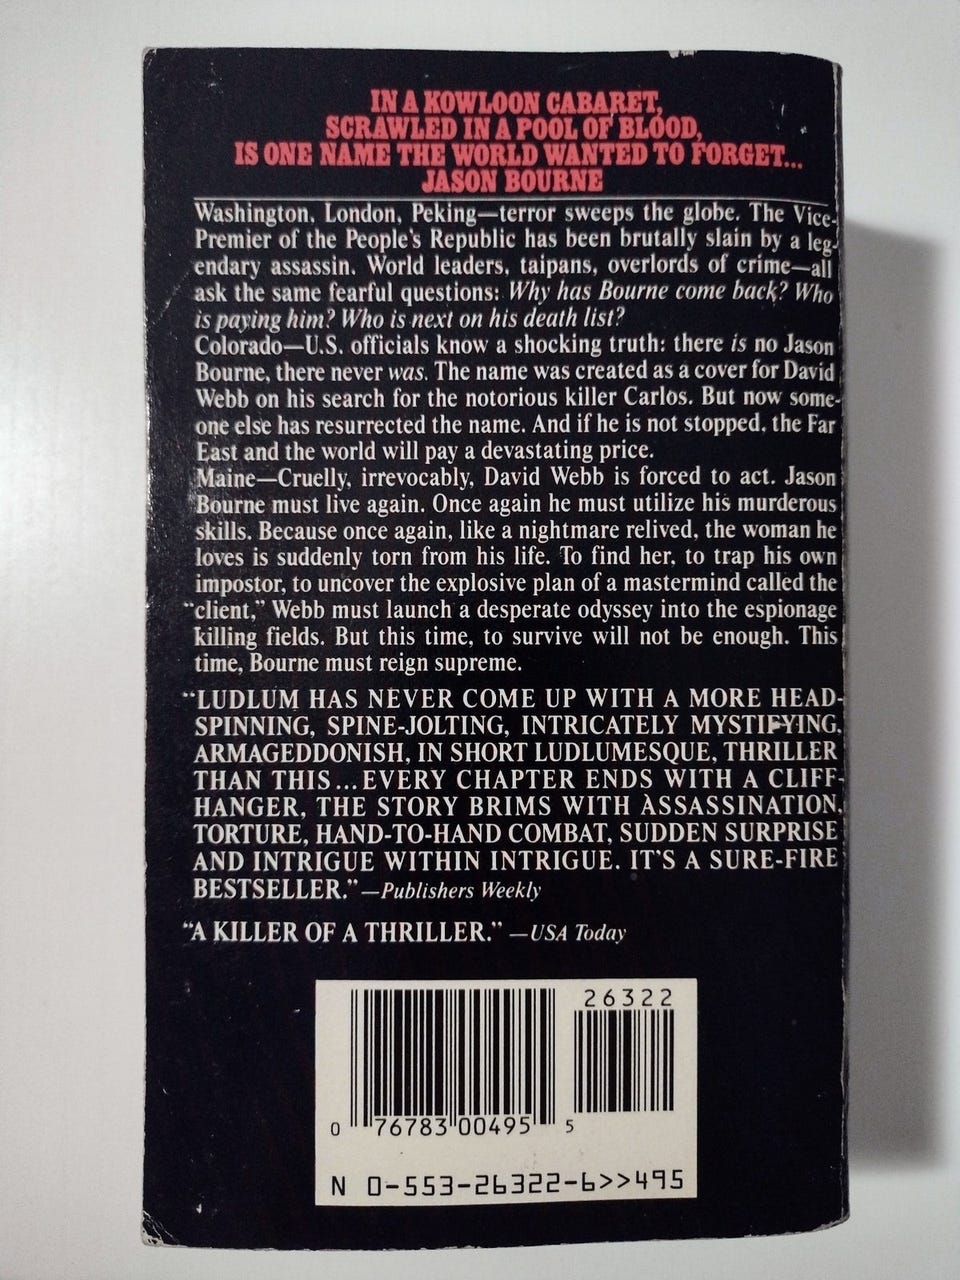 IN A KOWLOON CABARET,
SCRAWLED IN A POOL OF BLOOD,
IS ONE NAME THE WORLD WANTED TO FORGET...
JASON BOURNE
Washington, London, Peking—terror sweeps the globe. The Vice-
Premier of the People's Republic has been brutally slain by a leg-
endary assassin. World leaders, taipans, overlords of crime—all
ask the same fearful questions: Why has Bourne come back? Who
is paying him? Who is next on his death list?
Colorado—U.S. officials know a shocking truth: there is no Jason
Bourne, there never was. The name was created as a cover for David
Webb on his search for the notorious killer Carlos. But now some-
one else has resurrected the name. And if he is not stopped, the Far
East and the world will pay a devastating price.
Maine—Cruelly, irrevocably, David Webb is forced to act. Jason
Bourne must live again. Once again he must utilize his murderous
skills. Because once again, like a nightmare relived, the woman he
loves is suddenly torn from his life. To find her, to trap his own
impostor, to uncover the explosive plan of a mastermind called the
"client," Webb must launch a desperate odyssey into the espionage
killing fields. But this time, to survive will not be enough. This
time, Bourne must reign supreme.
"LUDLUM HAS NEVER COME UP WITH A MORE HEAD-
SPINNING, SPINE-JOLTING, INTRICATELY MYSTIFYING,
ARMAGEDDONISH, IN SHORT LUDLUMESQUE, THRILLER
THAN THIS...EVERY CHAPTER ENDS WITH A CLIFF-
HANGER, THE STORY BRIMS WITH ASSASSINATION,
TORTURE, HAND-TO-HAND COMBAT, SUDDEN SURPRISE
AND INTRIGUE WITHIN INTRIGUE. IT'S A SURE-FIRE
BESTSELLER."—Publishers Weekly
"A KILLER OF A THRILLER." —USA Today
26322
0 76783 00495 5
N 0-553-26322-6>>495